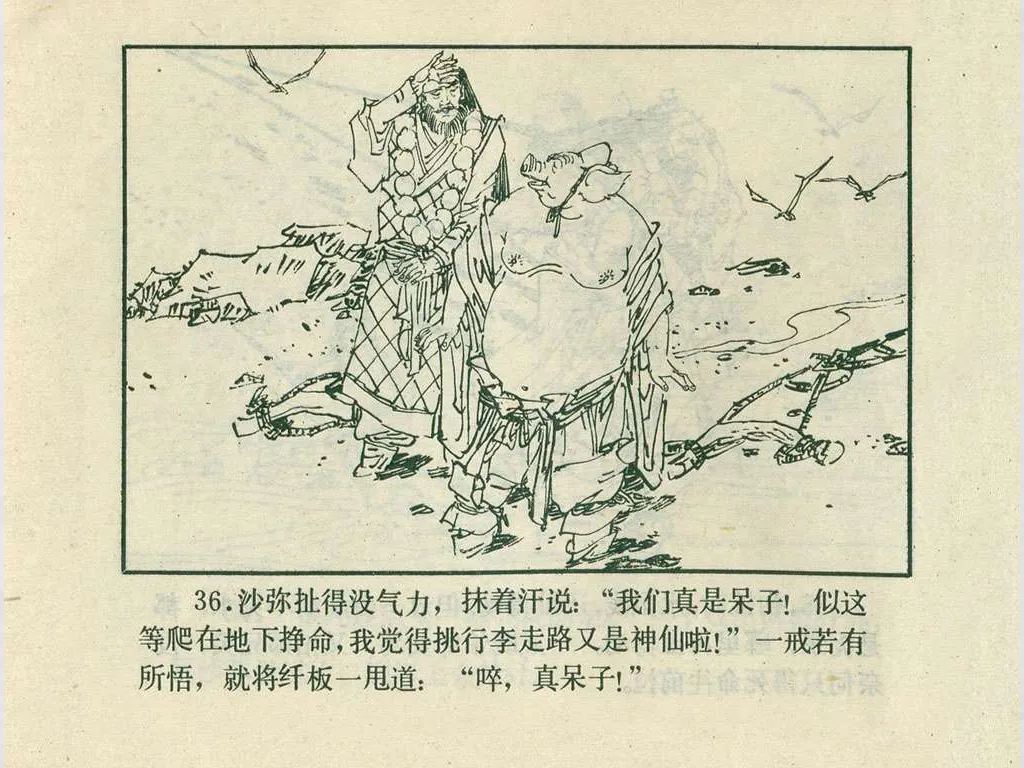 36.沙弥扯得没气力，抹着汗说：“我们真是呆子！似这
等爬在地下挣命，我觉得挑行李走路又是神仙啦！”一戒若有
所悟，就将纤板一甩道：“啐，真呆子！”